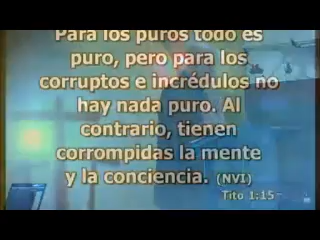 Para los puros todo es
puro, pero para los
corruptos e incrédulos no
hay nada puro. Al
contrario, tienen
corrompidas la mente
y la conciencia. (NVI)
Tito 1:15